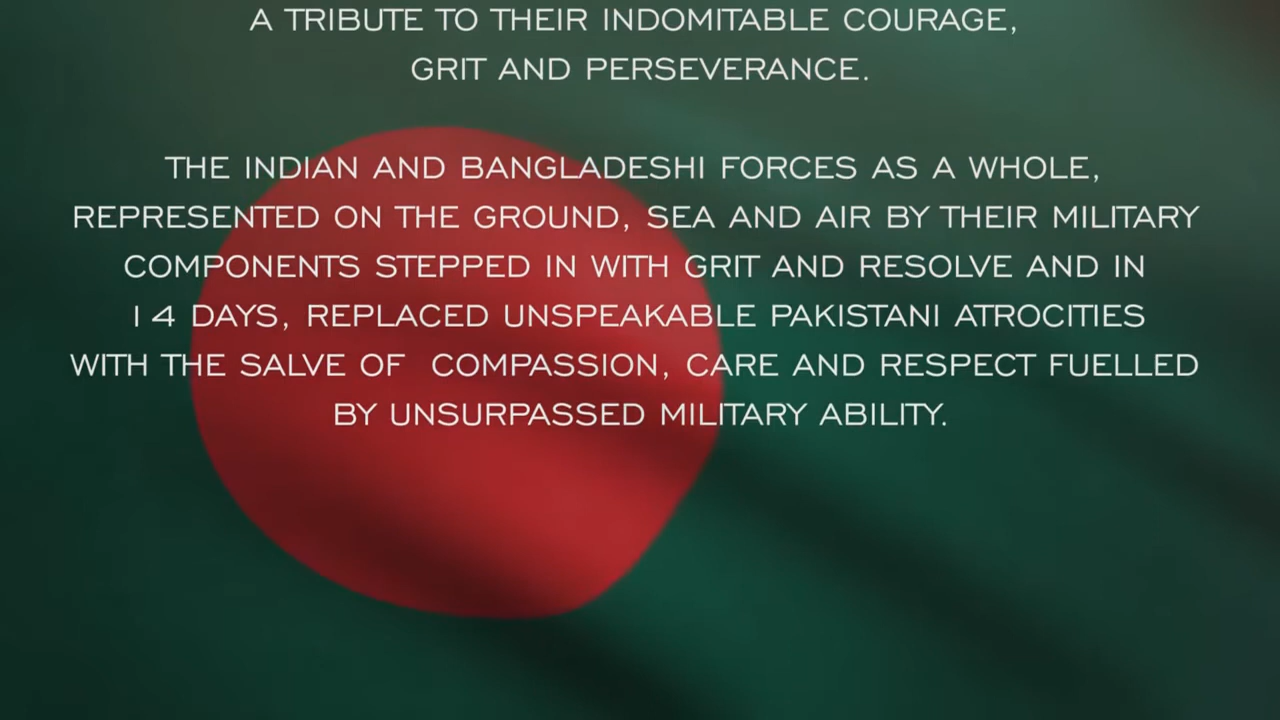 A TRIBUTE TO THEIR INDOMITABLE COURAGE,
GRIT AND PERSEVERANCE.
THE INDIAN AND BANGLADESHI FORCES AS A WHOLE,
REPRESENTED ON THE GROUND, SEA AND AIR BY THEIR MILITARY
COMPONENTS STEPPED IN WITH GRIT AND RESOLVE AND IN
14 DAYS, REPLACED UNSPEAKABLE PAKISTANI ATROCITIES
WITH THE SALVE OF COMPASSION, CARE AND RESPECT FUELLED
BY UNSURPASSED MILITARY ABILITY.